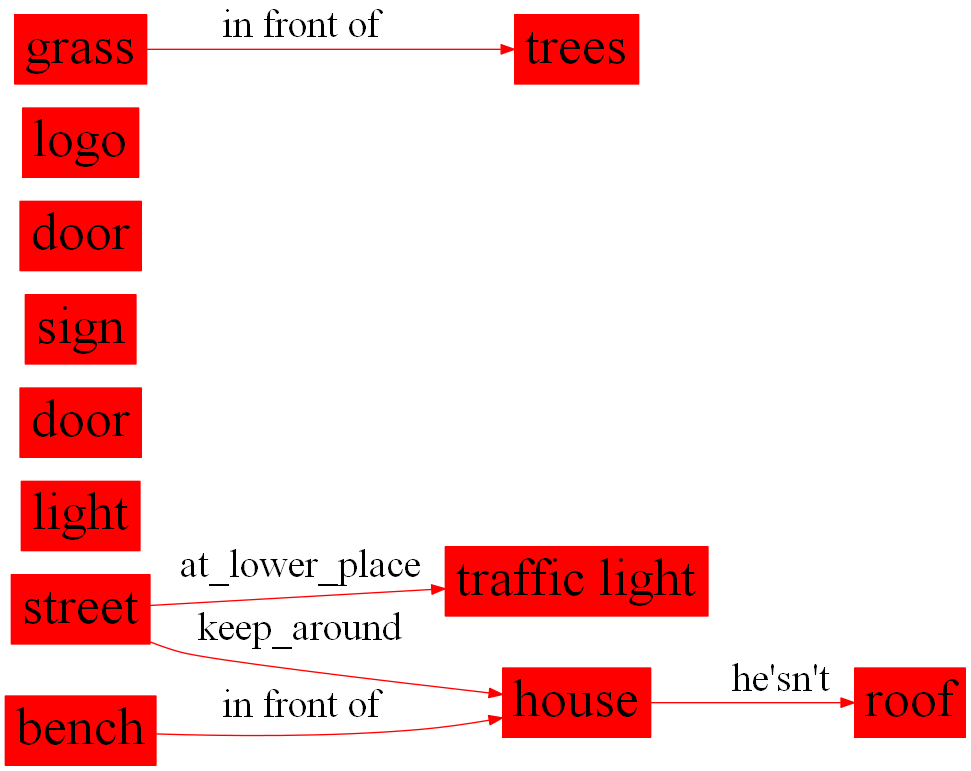 grass
in front of
trees
logo
door
sign
door
light
street
at_lower_place
traffic light
keep_around
bench
in front of
house
he'sn't
roof